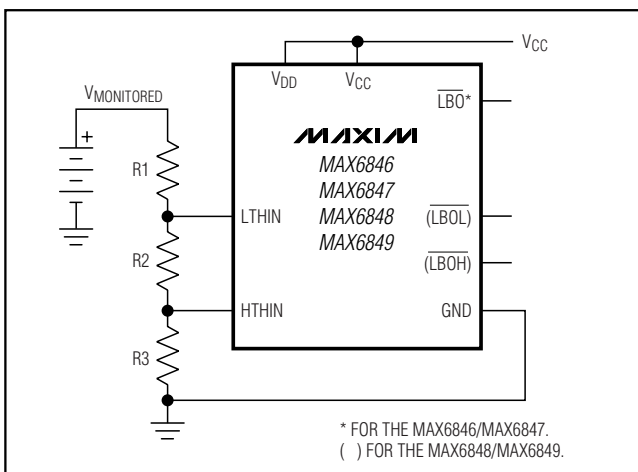 VCC
VDD
VCC
VMONITORED
LBO*
+
MAXIM
R1
MAX6846
MAX6847
MAX6848
MAX6849
LTHIN
(LBOL)
R2
(LBOH)
HTHIN
GND
R3
* FOR THE MAX6846/MAX6847.
( ) FOR THE MAX6848/MAX6849.